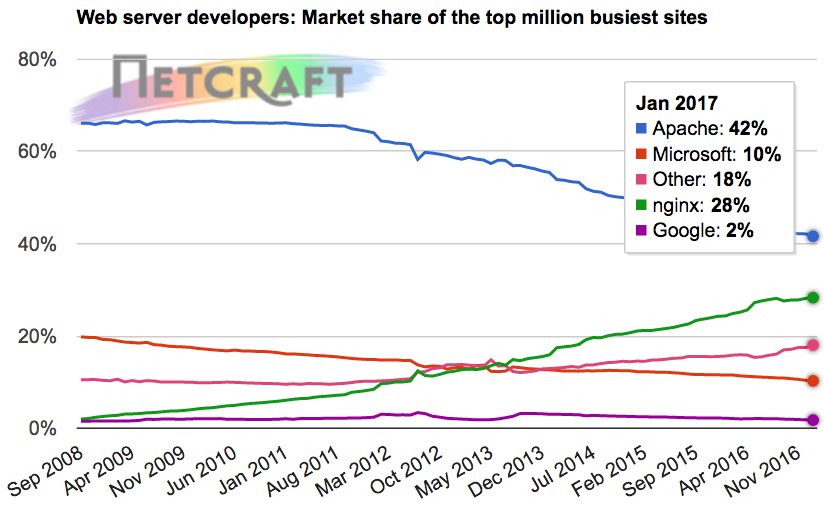 Web server developers: Market share of the top million busiest sites
80%
NETCRAFT
Jan 2017
Apache: 42%
Microsoft: 10%
Other: 18%
nginx: 28%
Google: 2%
60%
40%
20%
0%
Sep 2008
Apr 2009
Nov 2009
Jun 2010
Jan 2011
Aug 2011
Mar 2012
Oct 2012
May 2013
Dec 2013
Jul 2014
Feb 2015
Sep 2015
Apr 2016
Nov 2016